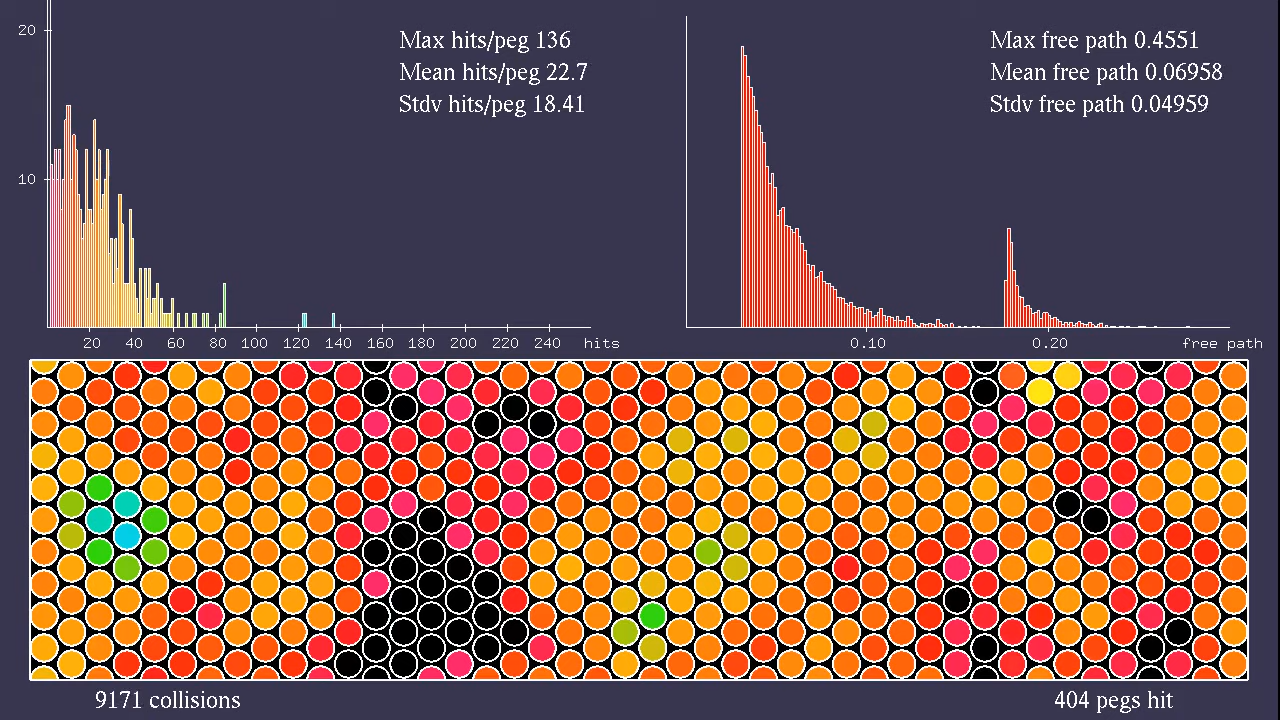 20
10
Max hits/peg 136
Mean hits/peg 22.7
Stdv hits/peg 18.41
20 40 60 80 100 120 140 160 180 200 220 240 hits
Max free path 0.4551
Mean free path 0.06958
Stdv free path 0.04959
0.10 0.20 free path
9171 collisions
404 pegs hit